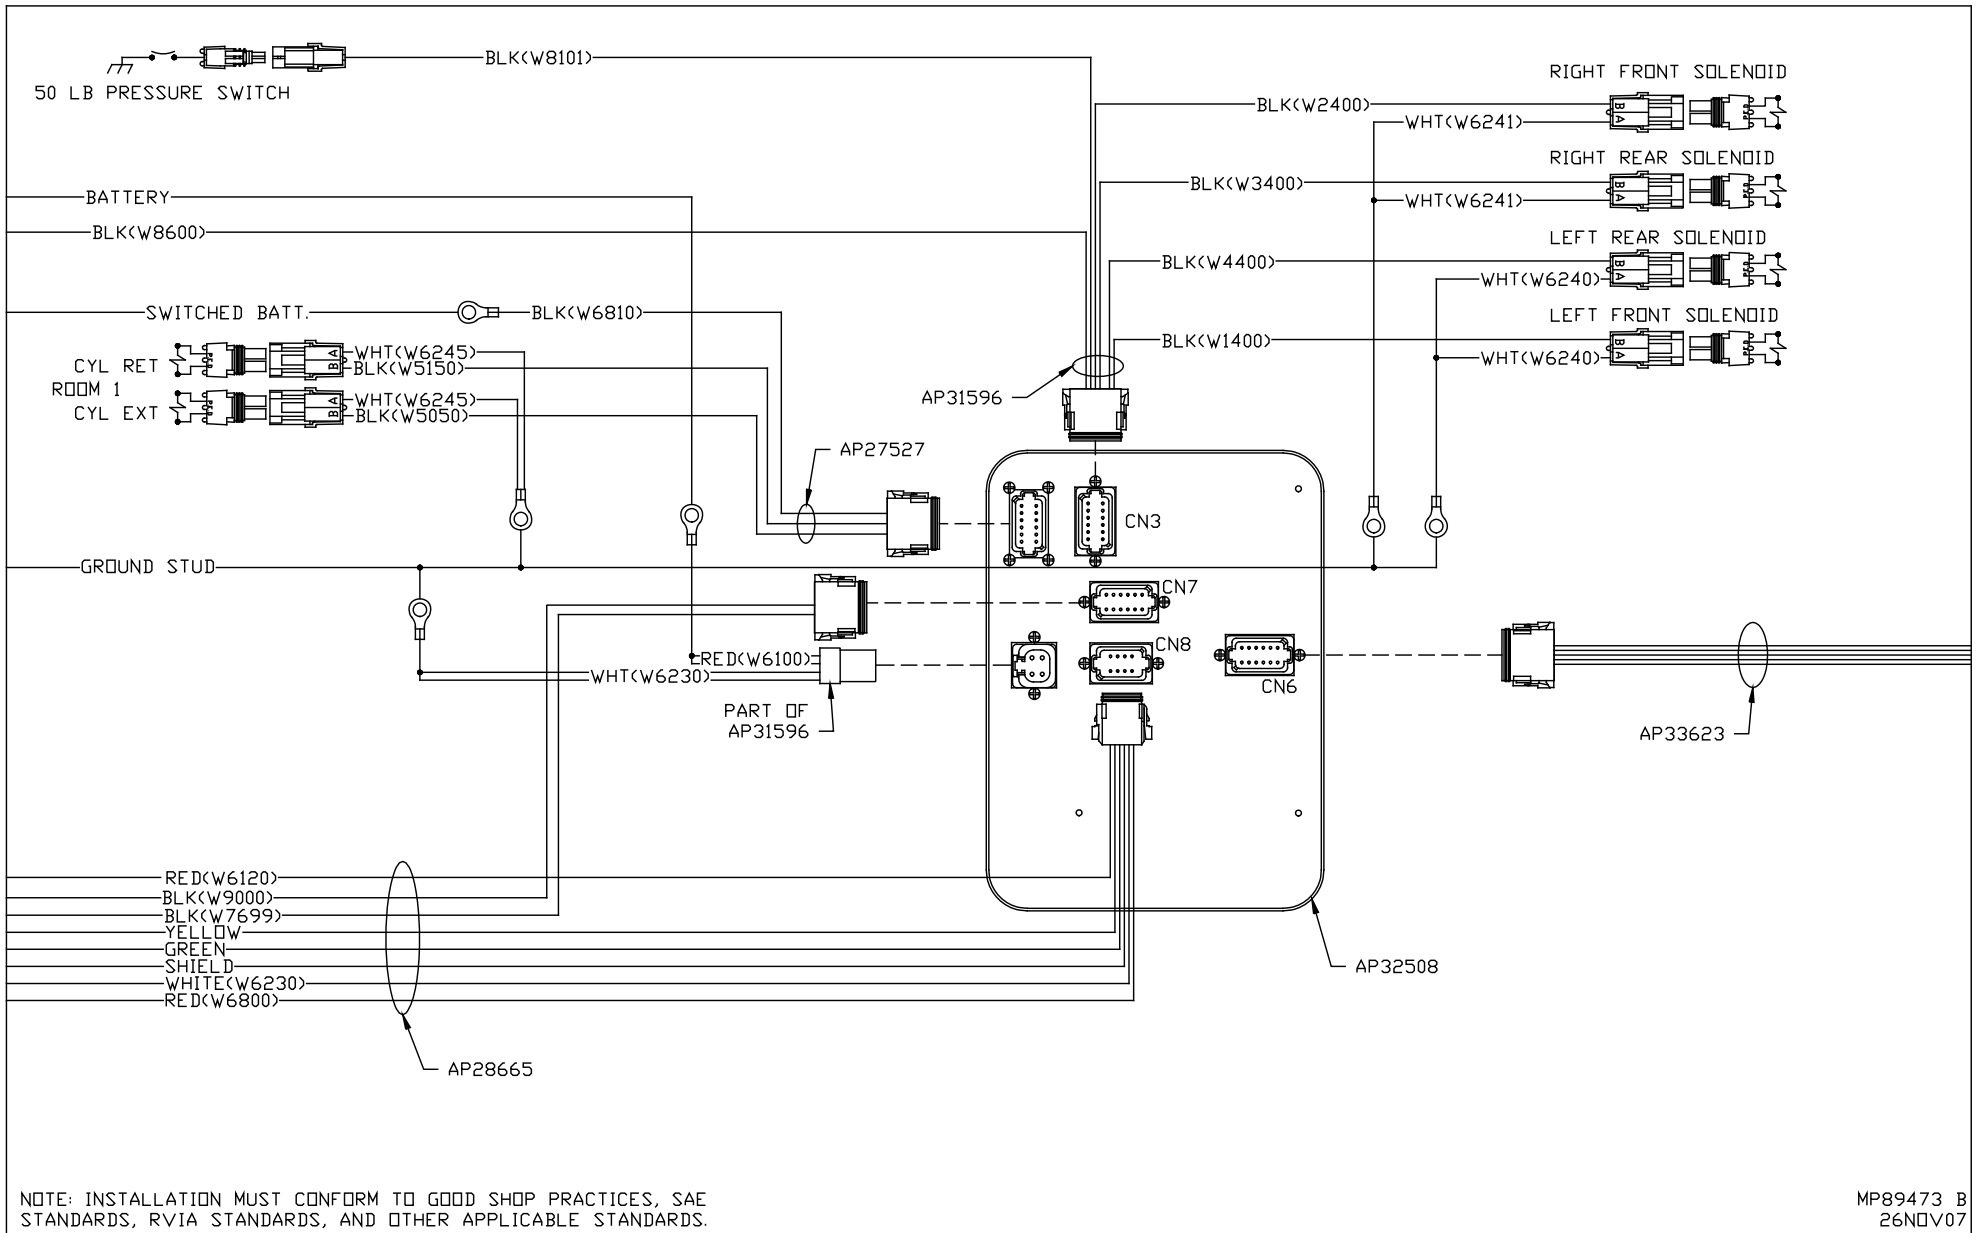 50 LB PRESSURE SWITCH
BLK(W8101)
RIGHT FRONT SOLENOID
BLK(W2400)
B
A
WHT(W6241)
RIGHT REAR SOLENOID
BLK(W3400)
B
A
WHT(W6241)
BATTERY
BLK(W8600)
LEFT REAR SOLENOID
BLK(W4400)
B
A
WHT(W6240)
SWITCHED BATT.
BLK(W6810)
LEFT FRONT SOLENOID
BLK(W1400)
B
A
WHT(W6240)
CYL RET
A
B
WHT(W6245)
BLK(W5150)
ROOM 1
CYL EXT
A
B
WHT(W6245)
BLK(W5050)
AP31596
AP27527
CN3
GROUND STUD
CN7
CN8
CN6
RED(W6100)
WHT(W6230)
PART OF
AP31596
AP33623
RED(W6120)
BLK(W9000)
BLK(W7699)
YELLOW
GREEN
SHIELD
WHITE(W6230)
RED(W6800)
AP32508
AP28665
NOTE: INSTALLATION MUST CONFORM TO GOOD SHOP PRACTICES, SAE
STANDARDS, RVIA STANDARDS, AND OTHER APPLICABLE STANDARDS.
MP89473 B
26NOV07